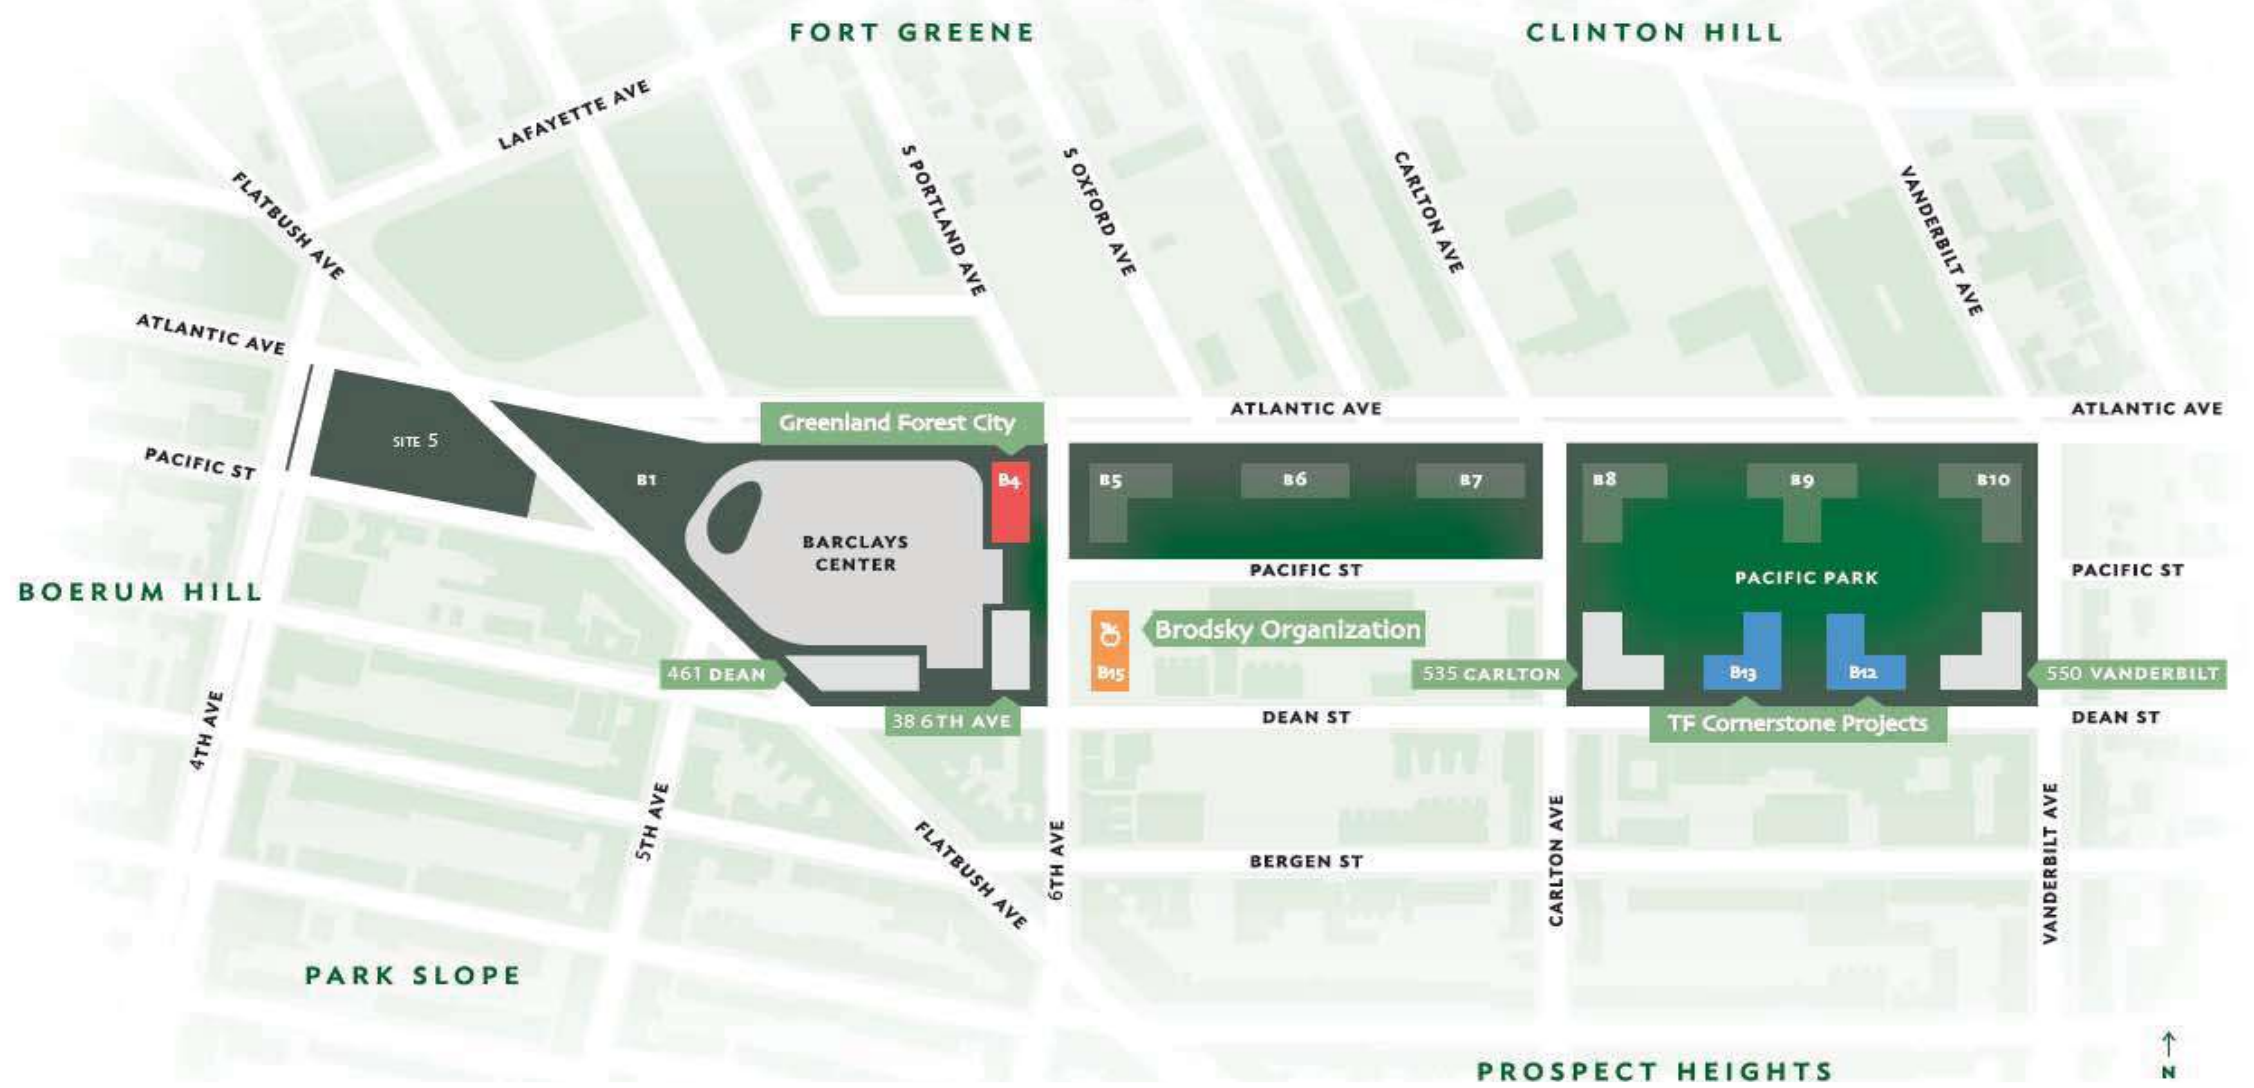 FORT GREENE
CLINTON HILL
LAFAYETTE AVE
FLATBUSH AVE
S PORTLAND AVE
S OXFORD AVE
CARLTON AVE
VANDERBILT AVE
ATLANTIC AVE
ATLANTIC AVE
ATLANTIC AVE
Greenland Forest City
SITE 5
PACIFIC ST
B1
B4
B5
B6
B7
B8
B9
B10
BARCLAYS
CENTER
PACIFIC ST
PACIFIC PARK
PACIFIC ST
BOERUM HILL
Brodsky Organization
461 DEAN
B15
535 CARLTON
B13
B12
550 VANDERBILT
38 6TH AVE
DEAN ST
TF Cornerstone Projects
DEAN ST
4TH AVE
5TH AVE
FLATBUSH AVE
6TH AVE
BERGEN ST
CARLTON AVE
VANDERBILT AVE
PARK SLOPE
PROSPECT HEIGHTS
N